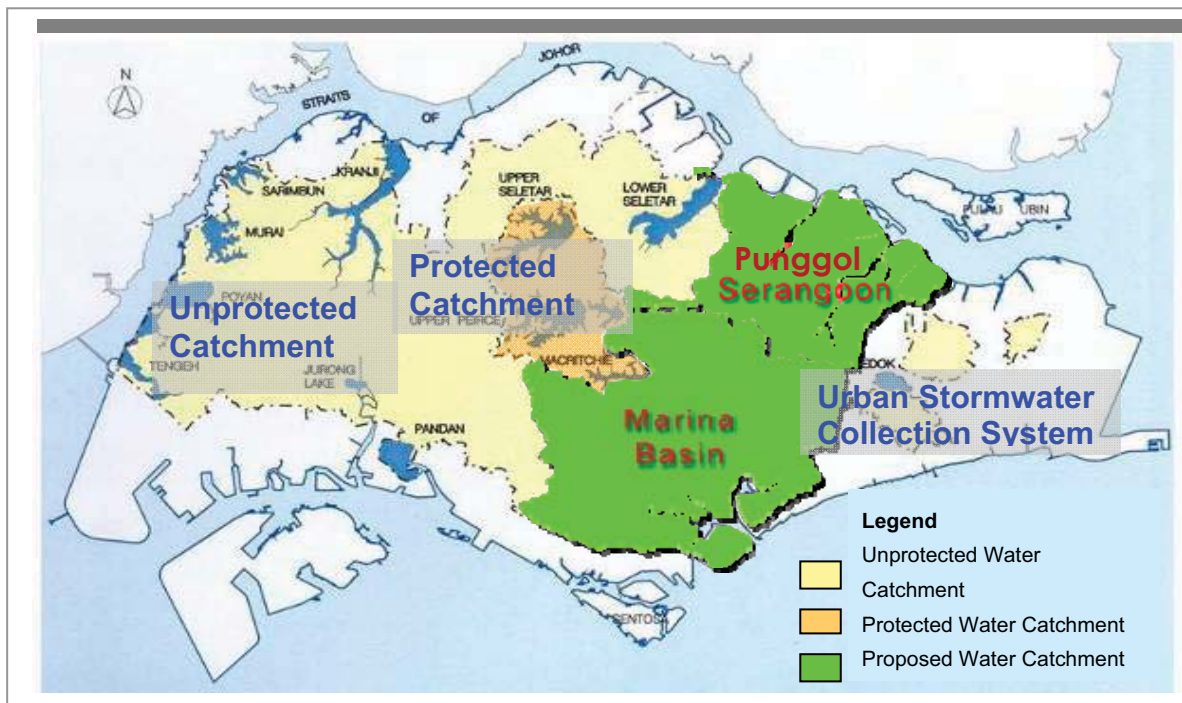 N
STRAITS
OF
JOHOR
SARIMBUN
KRANJI
UPPER
SELETAR
LOWER
SELETAR
PULAU UBIN
MURAI
Protected
Catchment
Punggol
Serangoon
POYAN
Unprotected
Catchment
UPPER PEIRCE
MACRITCHIE
TENGEH
JURONG
LAKE
EDOK
Urban Stormwater
Collection System
Marina
Basin
PANDAN
SENTOSA
Legend
Unprotected Water
Catchment
Protected Water Catchment
Proposed Water Catchment